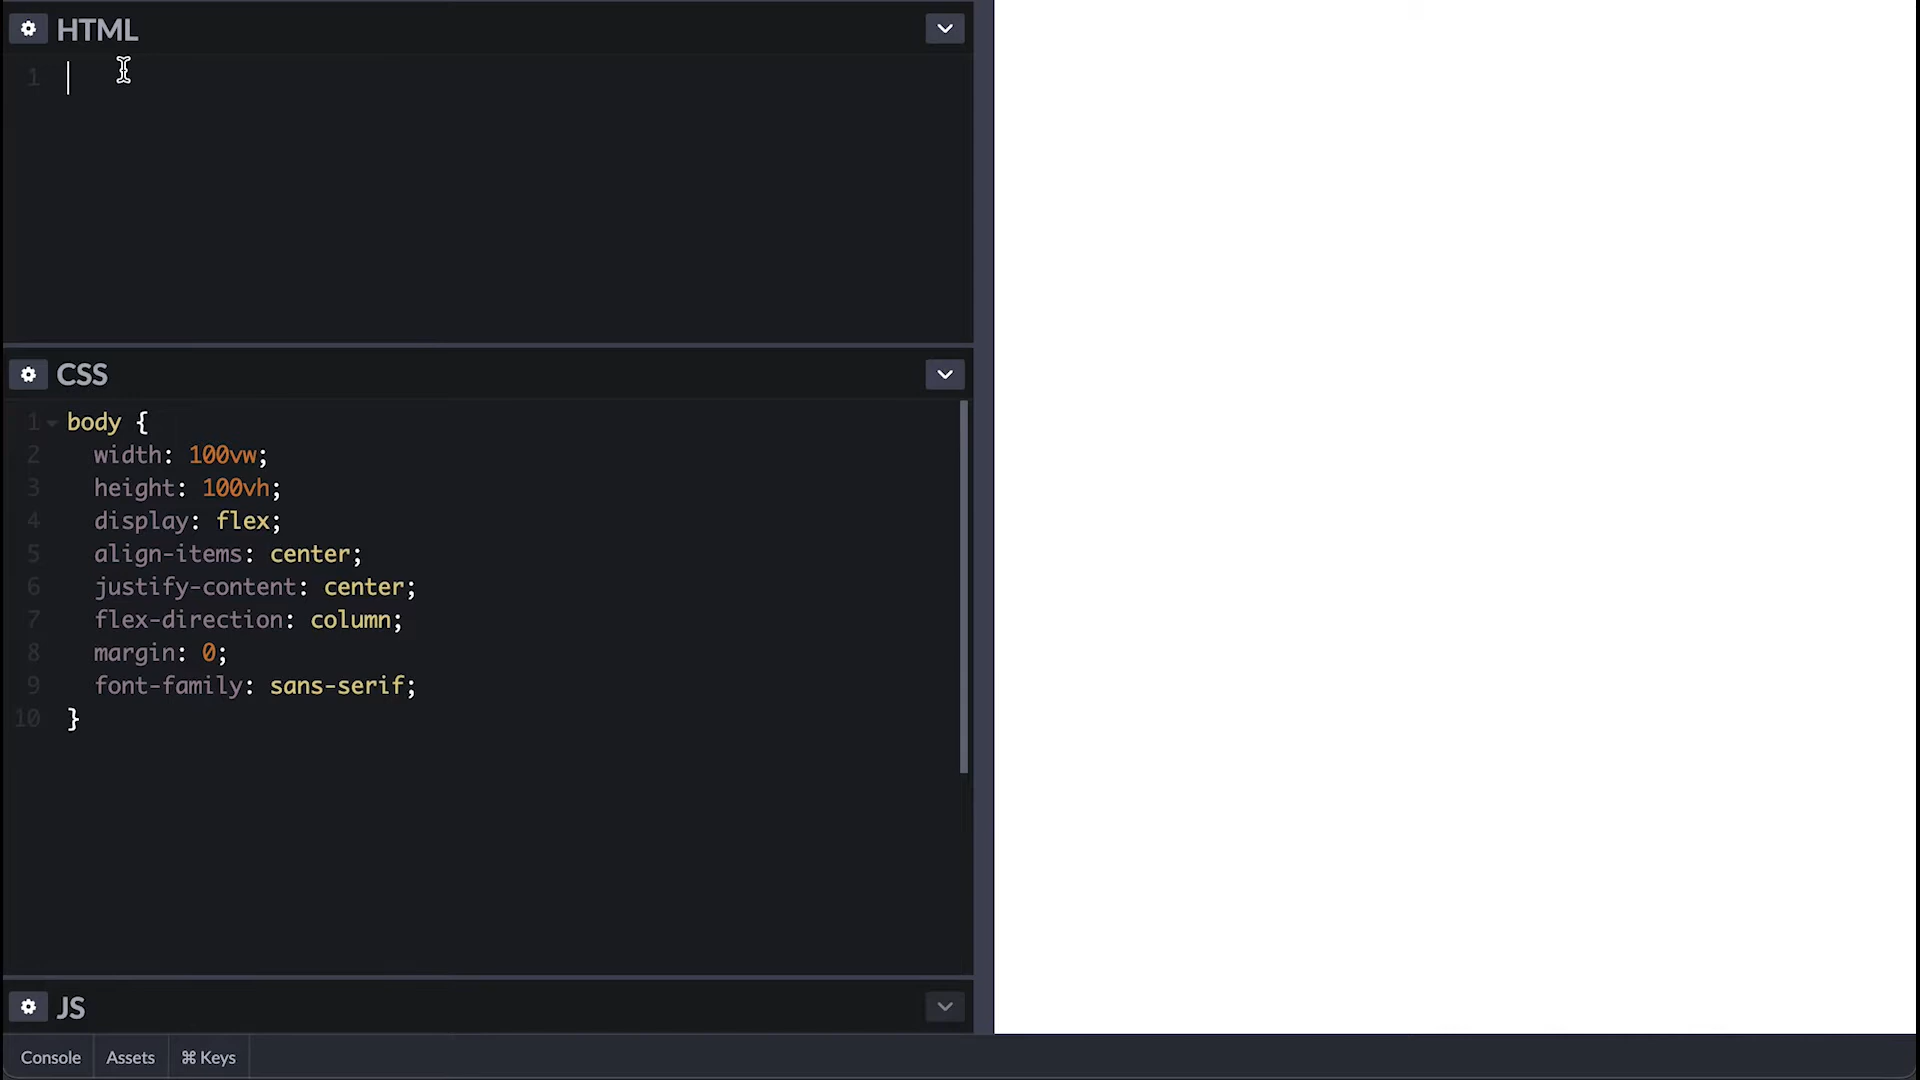 HTML
1
CSS
1 body {
2 width: 100vw;
3 height: 100vh;
4 display: flex;
5 align-items: center;
6 justify-content: center;
7 flex-direction: column;
8 margin: 0;
9 font-family: sans-serif;
10 }
JS
Console Assets ⌘ Keys